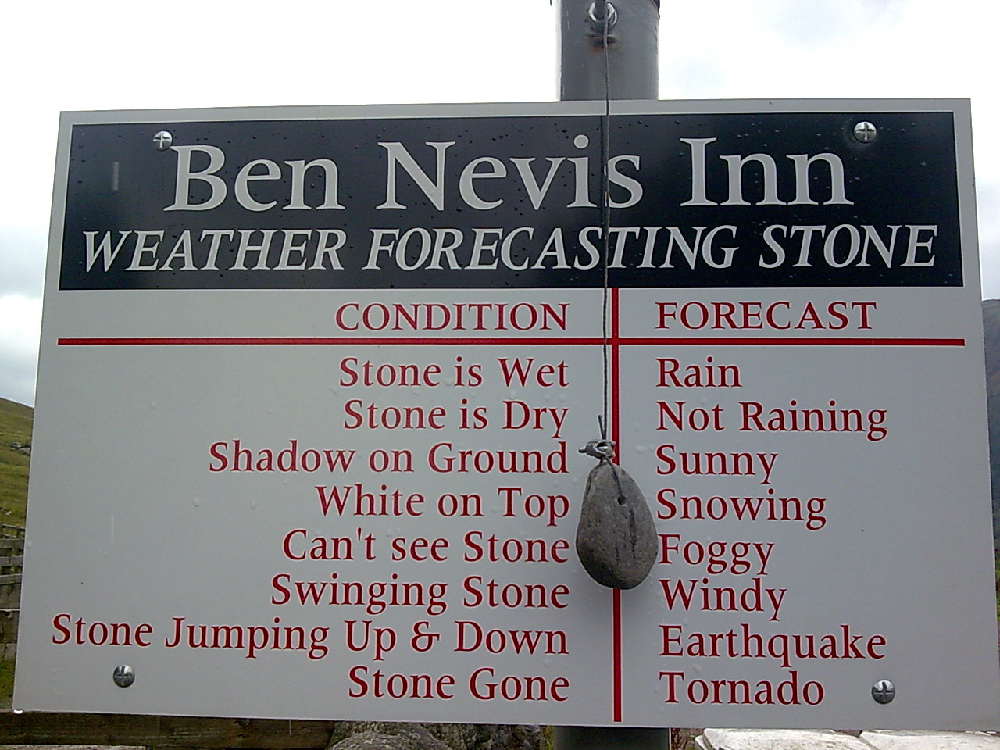 Ben Nevis Inn
WEATHER FORECASTING STONE
CONDITION FORECAST
Stone is Wet Rain
Stone is Dry Not Raining
Shadow on Ground Sunny
White on Top Snowing
Can't see Stone Foggy
Swinging Stone Windy
Stone Jumping Up & Down Earthquake
Stone Gone Tornado